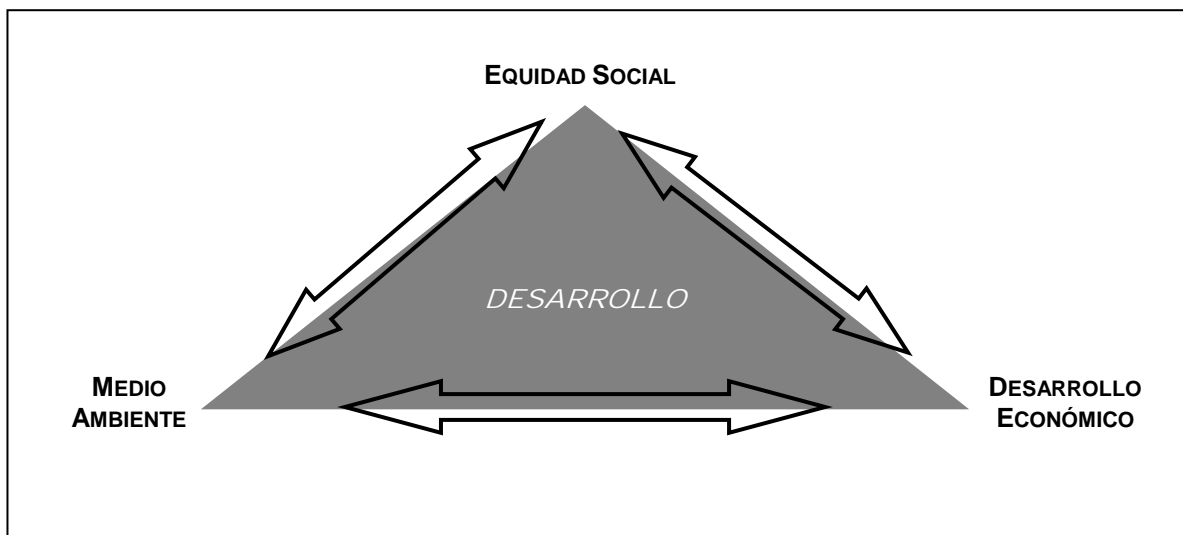 EQUIDAD SOCIAL
DESARROLLO
MEDIO
AMBIENTE
DESARROLLO
ECONÓMICO